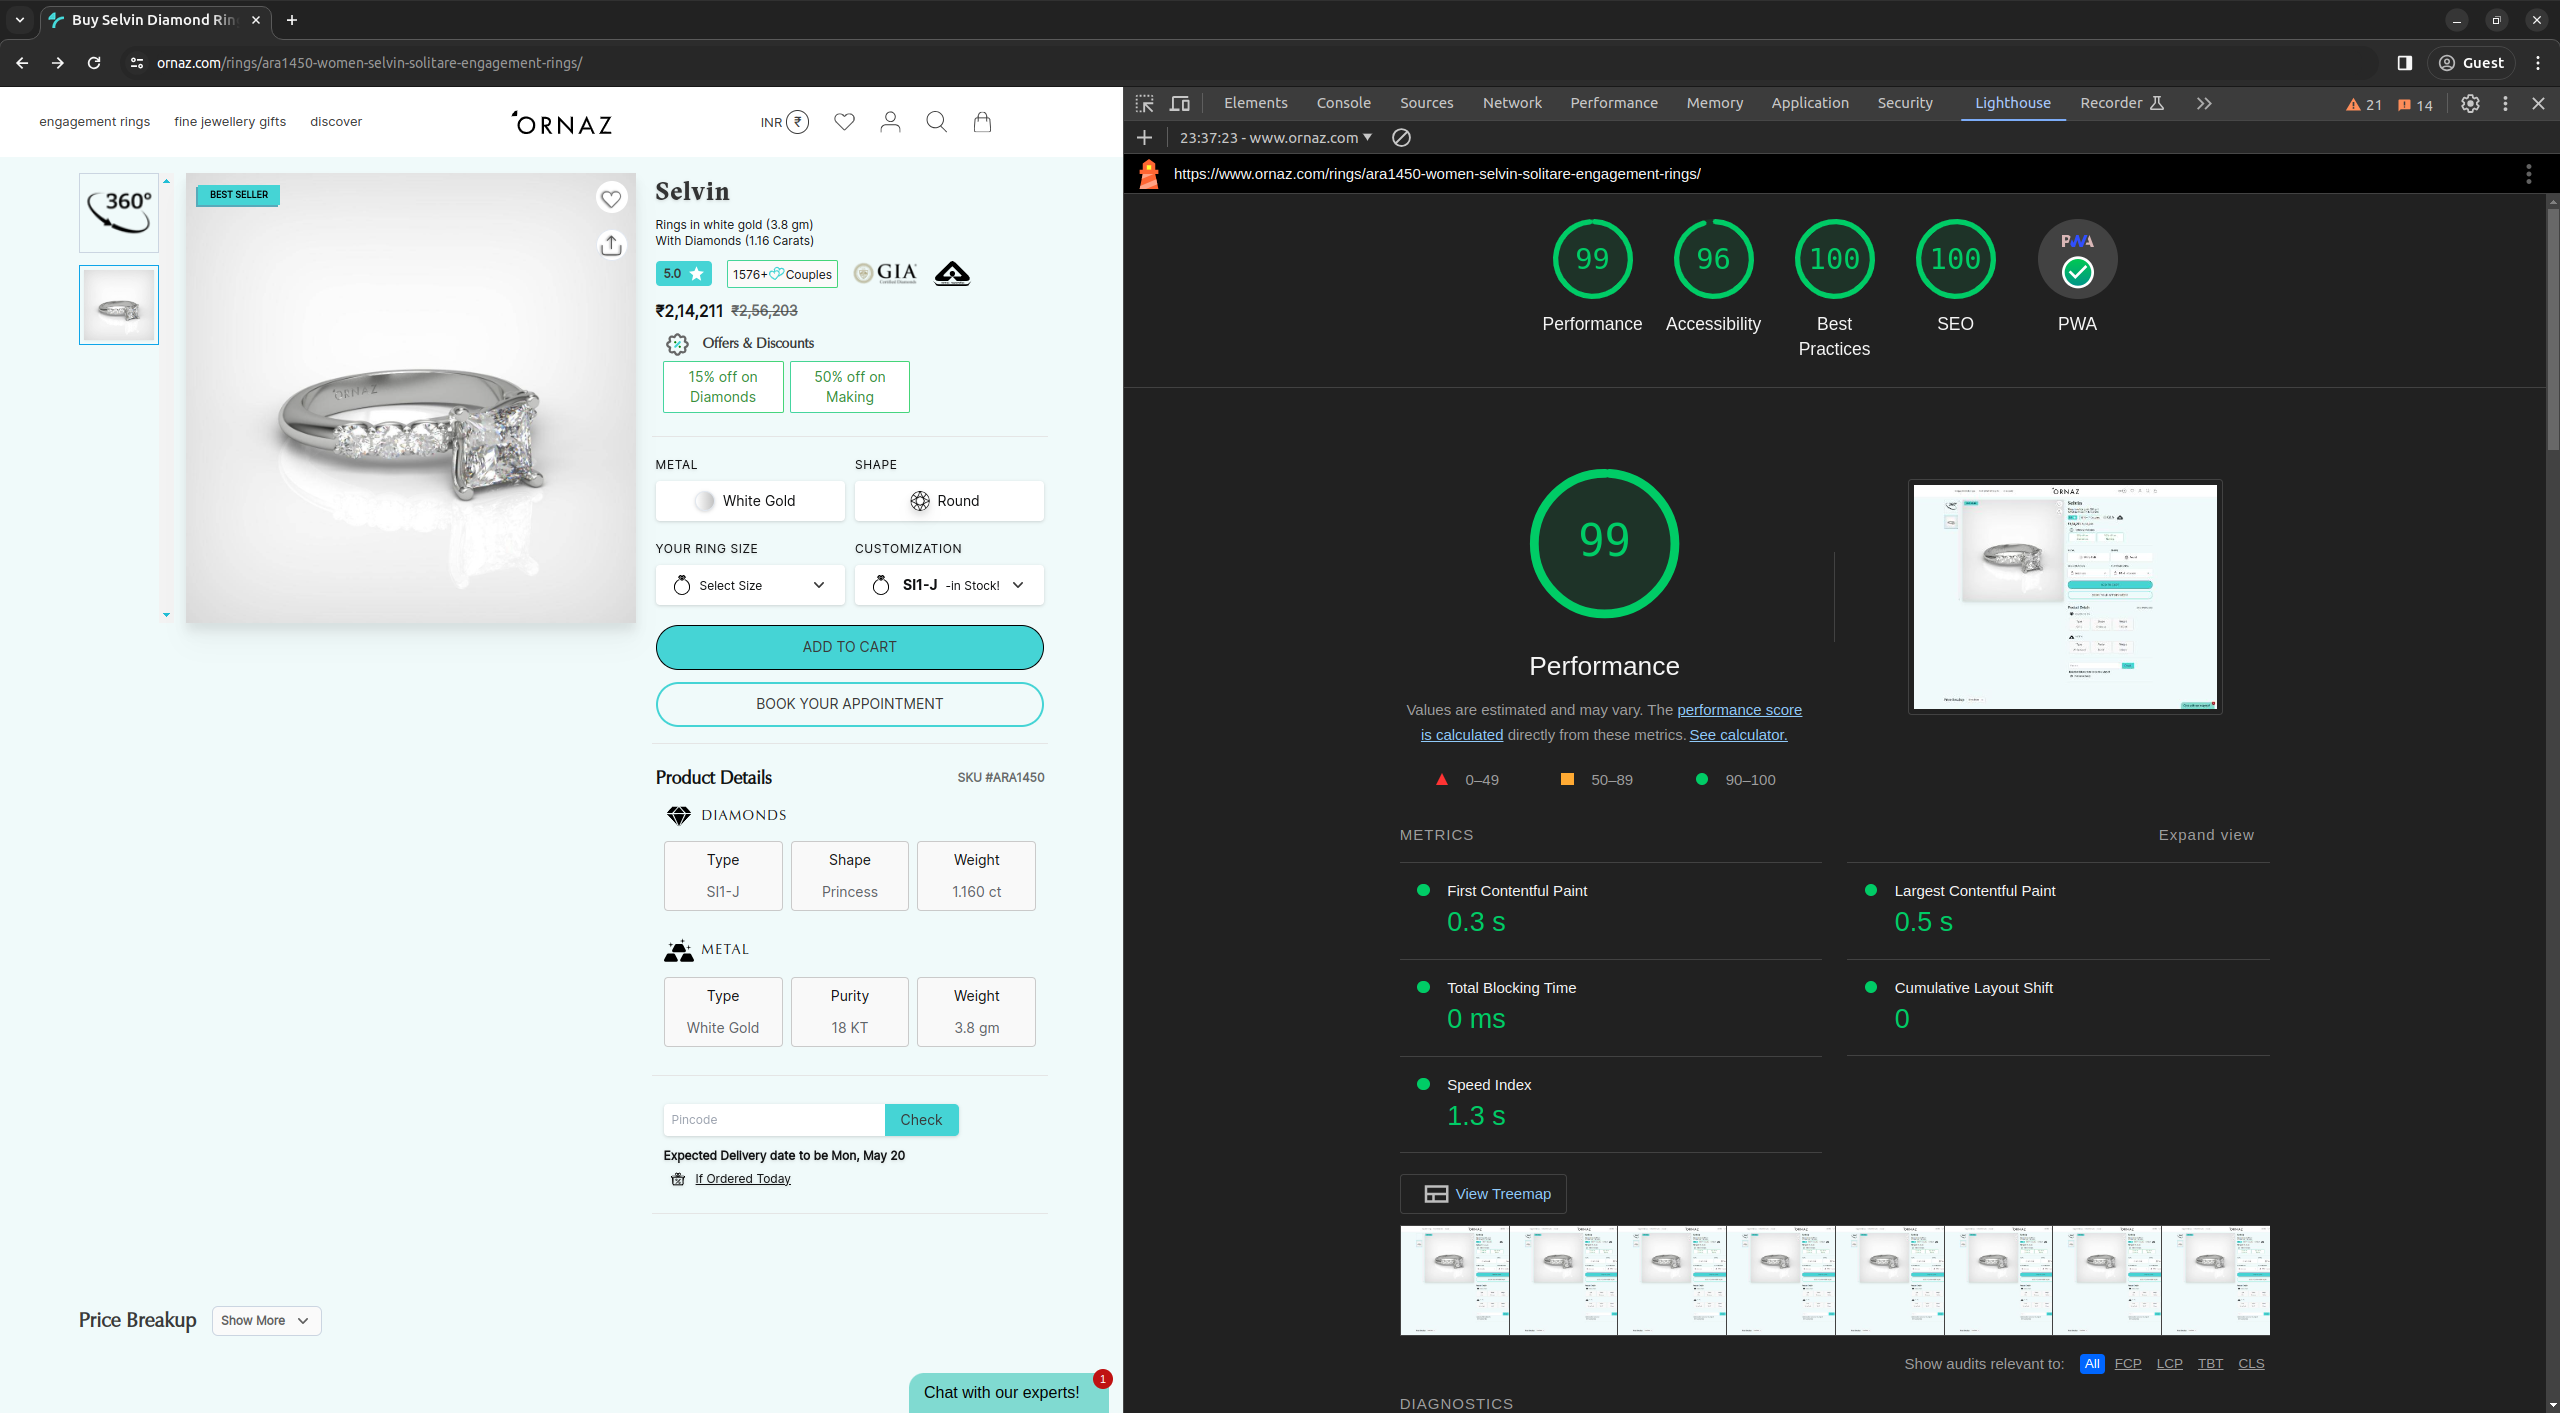 Buy Selvin Diamond Rin
ornaz.com/rings/ara1450-women-selvin-solitare-engagement-rings/
Guest
engagement rings
fine jewellery gifts
discover
ORNAZ
INR ₹
360°
BEST SELLER
ORNAZ
Selvin
Rings in white gold (3.8 gm)
With Diamonds (1.16 Carats)
5.0
1576+ Couples
GIA
Certified Diamonds
₹2,14,211 ₹2,56,203
Offers & Discounts
15% off on
Diamonds
50% off on
Making
METAL
SHAPE
White Gold
Round
YOUR RING SIZE
CUSTOMIZATION
Select Size
SI1-J -in Stock!
ADD TO CART
BOOK YOUR APPOINTMENT
Product Details
SKU #ARA1450
DIAMONDS
Type
Shape
Weight
SI1-J
Princess
1.160 ct
METAL
Type
Purity
Weight
White Gold
18 KT
3.8 gm
Pincode
Check
Expected Delivery date to be Mon, May 20
If Ordered Today
Price Breakup
Show More
Chat with our experts!
1
Elements
Console
Sources
Network
Performance
Memory
Application
Security
Lighthouse
Recorder
21
14
23:37:23 - www.ornaz.com
https://www.ornaz.com/rings/ara1450-women-selvin-solitare-engagement-rings/
99
96
100
100
PWA
Performance
Accessibility
Best
Practices
SEO
PWA
99
Performance
Values are estimated and may vary. The performance score
is calculated directly from these metrics. See calculator.
0–49
50–89
90–100
METRICS
Expand view
First Contentful Paint
0.3 s
Largest Contentful Paint
0.5 s
Total Blocking Time
0 ms
Cumulative Layout Shift
0
Speed Index
1.3 s
View Treemap
Show audits relevant to: All FCP LCP TBT CLS
DIAGNOSTICS